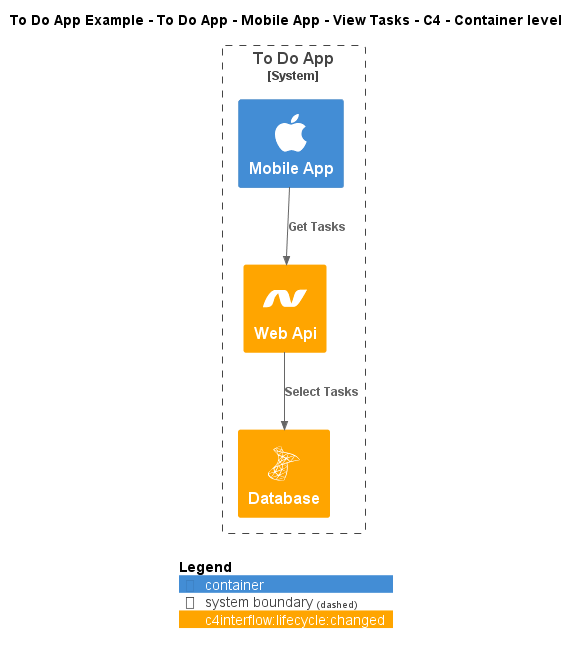 To Do App Example - To Do App - Mobile App - View Tasks - C4 - Container level
To Do App
[System]
Mobile App
Get Tasks
Web Api
Select Tasks
Database
Legend
container
system boundary (dashed)
c4interflow:lifecycle:changed